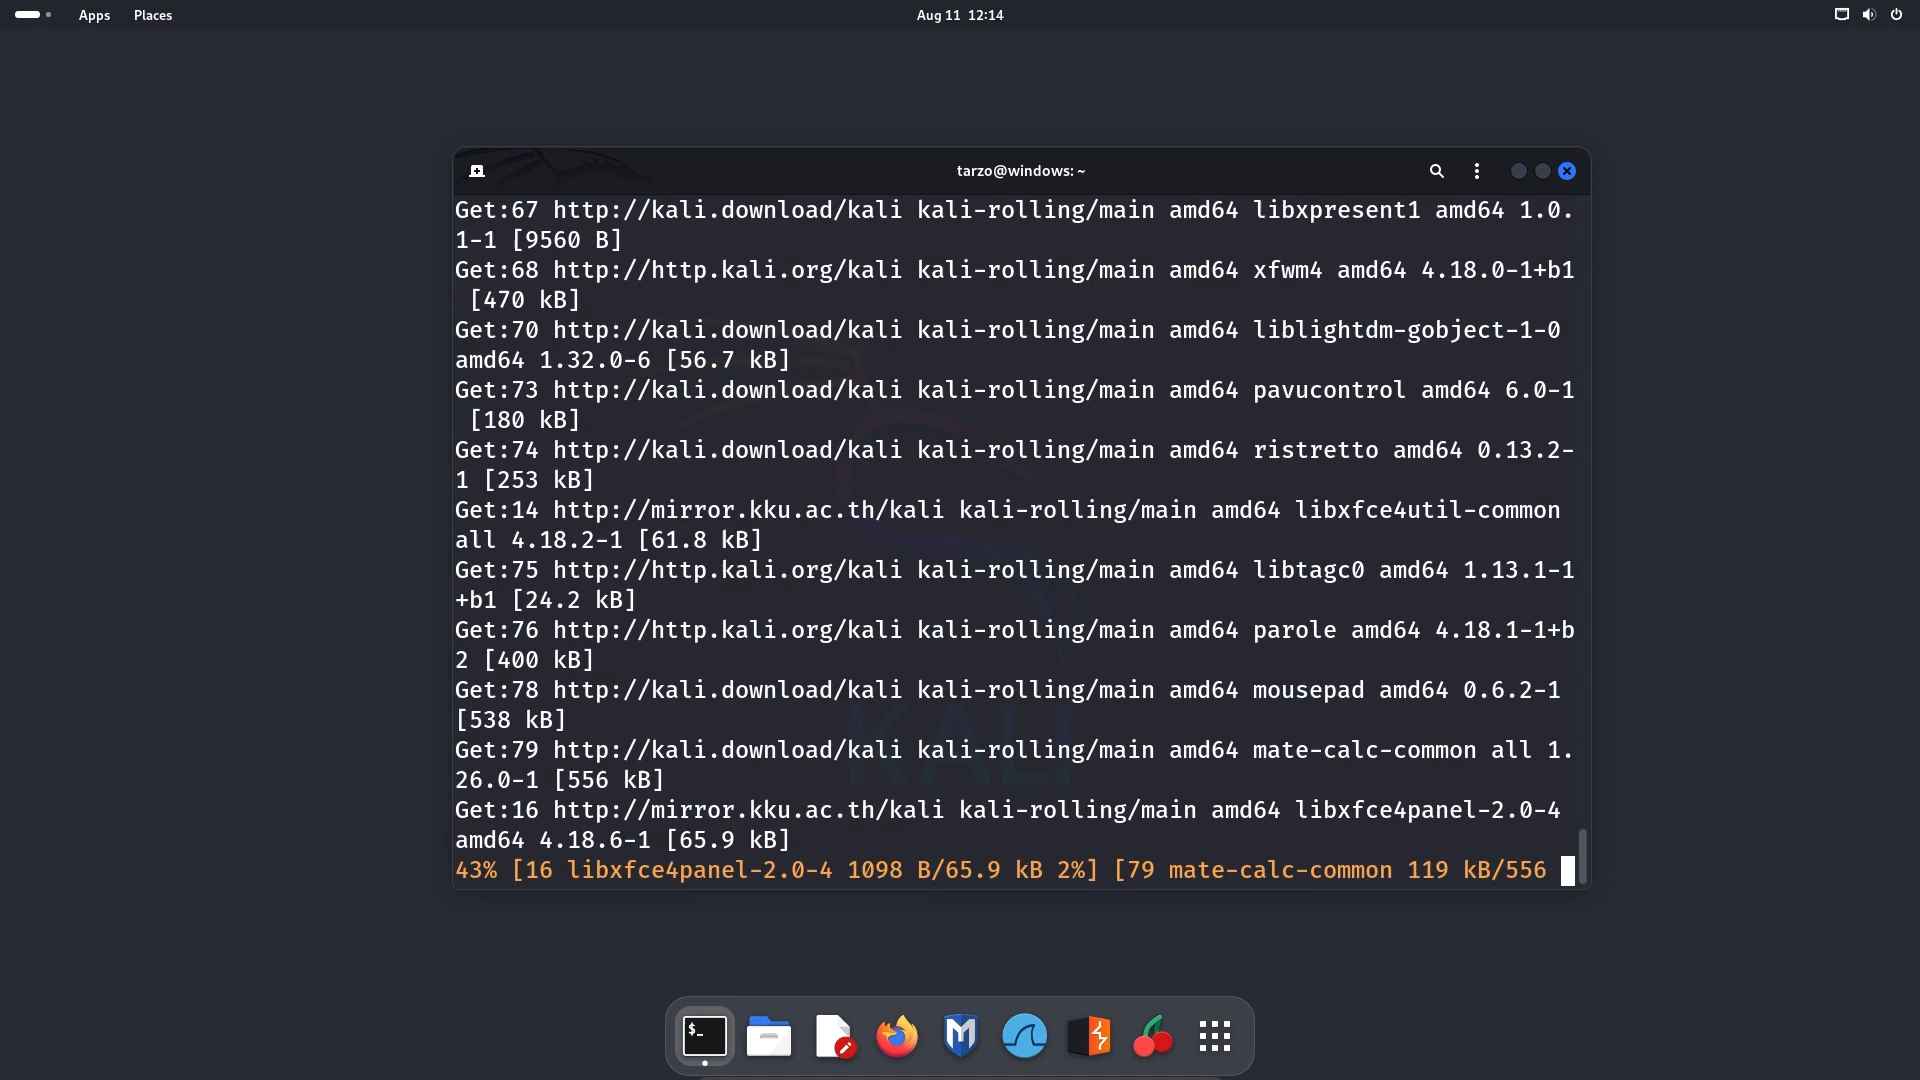 Apps Places Aug 11 12:14
tarzo@windows: ~
Get:67 http://kali.download/kali kali-rolling/main amd64 libxpresent1 amd64 1.0.
1-1 [9560 B]
Get:68 http://http.kali.org/kali kali-rolling/main amd64 xfwm4 amd64 4.18.0-1+b1
 [470 kB]
Get:70 http://kali.download/kali kali-rolling/main amd64 liblightdm-gobject-1-0
amd64 1.32.0-6 [56.7 kB]
Get:73 http://kali.download/kali kali-rolling/main amd64 pavucontrol amd64 6.0-1
 [180 kB]
Get:74 http://kali.download/kali kali-rolling/main amd64 ristretto amd64 0.13.2-
1 [253 kB]
Get:14 http://mirror.kku.ac.th/kali kali-rolling/main amd64 libxfce4util-common
all 4.18.2-1 [61.8 kB]
Get:75 http://http.kali.org/kali kali-rolling/main amd64 libtagc0 amd64 1.13.1-1
+b1 [24.2 kB]
Get:76 http://http.kali.org/kali kali-rolling/main amd64 parole amd64 4.18.1-1+b
2 [400 kB]
Get:78 http://kali.download/kali kali-rolling/main amd64 mousepad amd64 0.6.2-1
[538 kB]
Get:79 http://kali.download/kali kali-rolling/main amd64 mate-calc-common all 1.
26.0-1 [556 kB]
Get:16 http://mirror.kku.ac.th/kali kali-rolling/main amd64 libxfce4panel-2.0-4
amd64 4.18.6-1 [65.9 kB]
43% [16 libxfce4panel-2.0-4 1098 B/65.9 kB 2%] [79 mate-calc-common 119 kB/556
KALI
$_